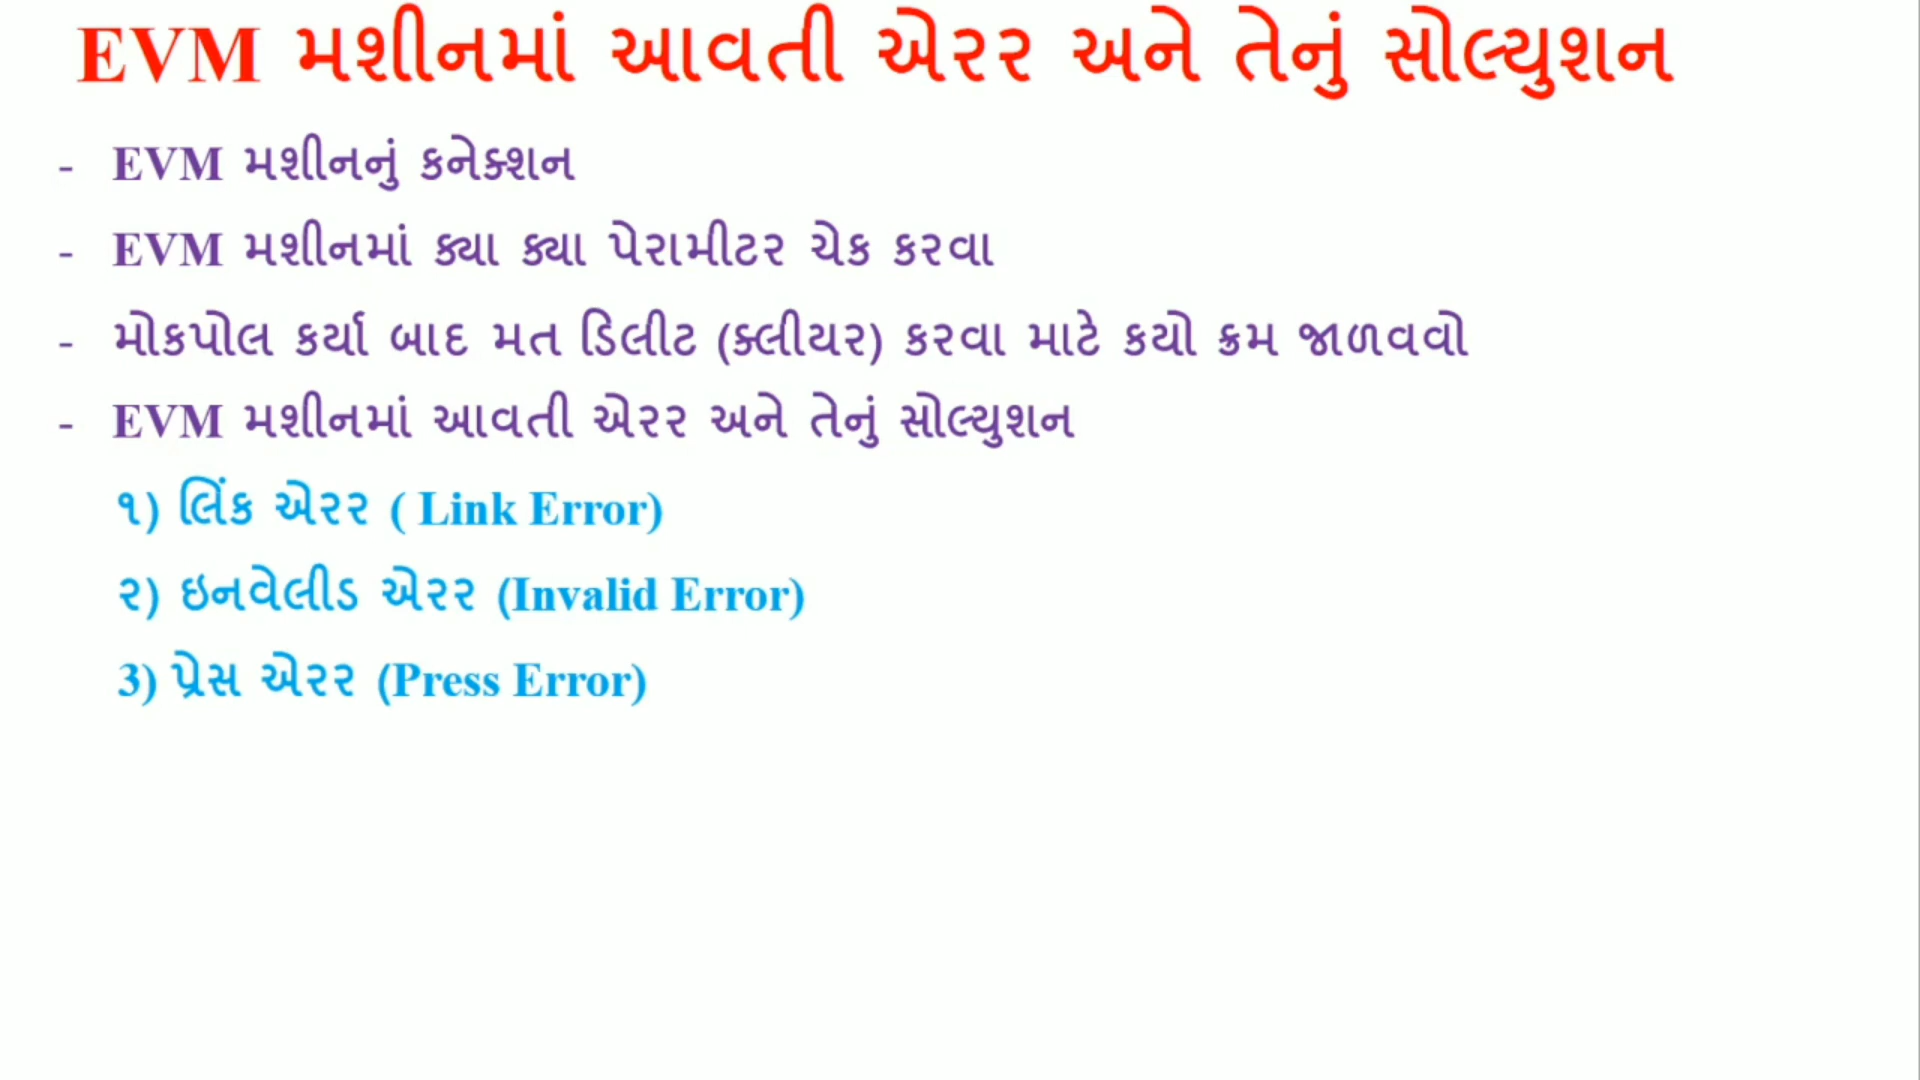 EVM મશીનમાં આવતી એરર અને તેનું સોલ્યુશન
- EVM મશીનનું કનેક્શન
- EVM મશીનમાં ક્યા ક્યા પેરામીટર ચેક કરવા
- મોકપોલ કર્યા બાદ મત ડિલીટ (ક્લીયર) કરવા માટે કયો ક્રમ જાળવવો
- EVM મશીનમાં આવતી એરર અને તેનું સોલ્યુશન
૧) લિંક એરર ( Link Error)
૨) ઇનવેલીડ એરર (Invalid Error)
3) પ્રેસ એરર (Press Error)